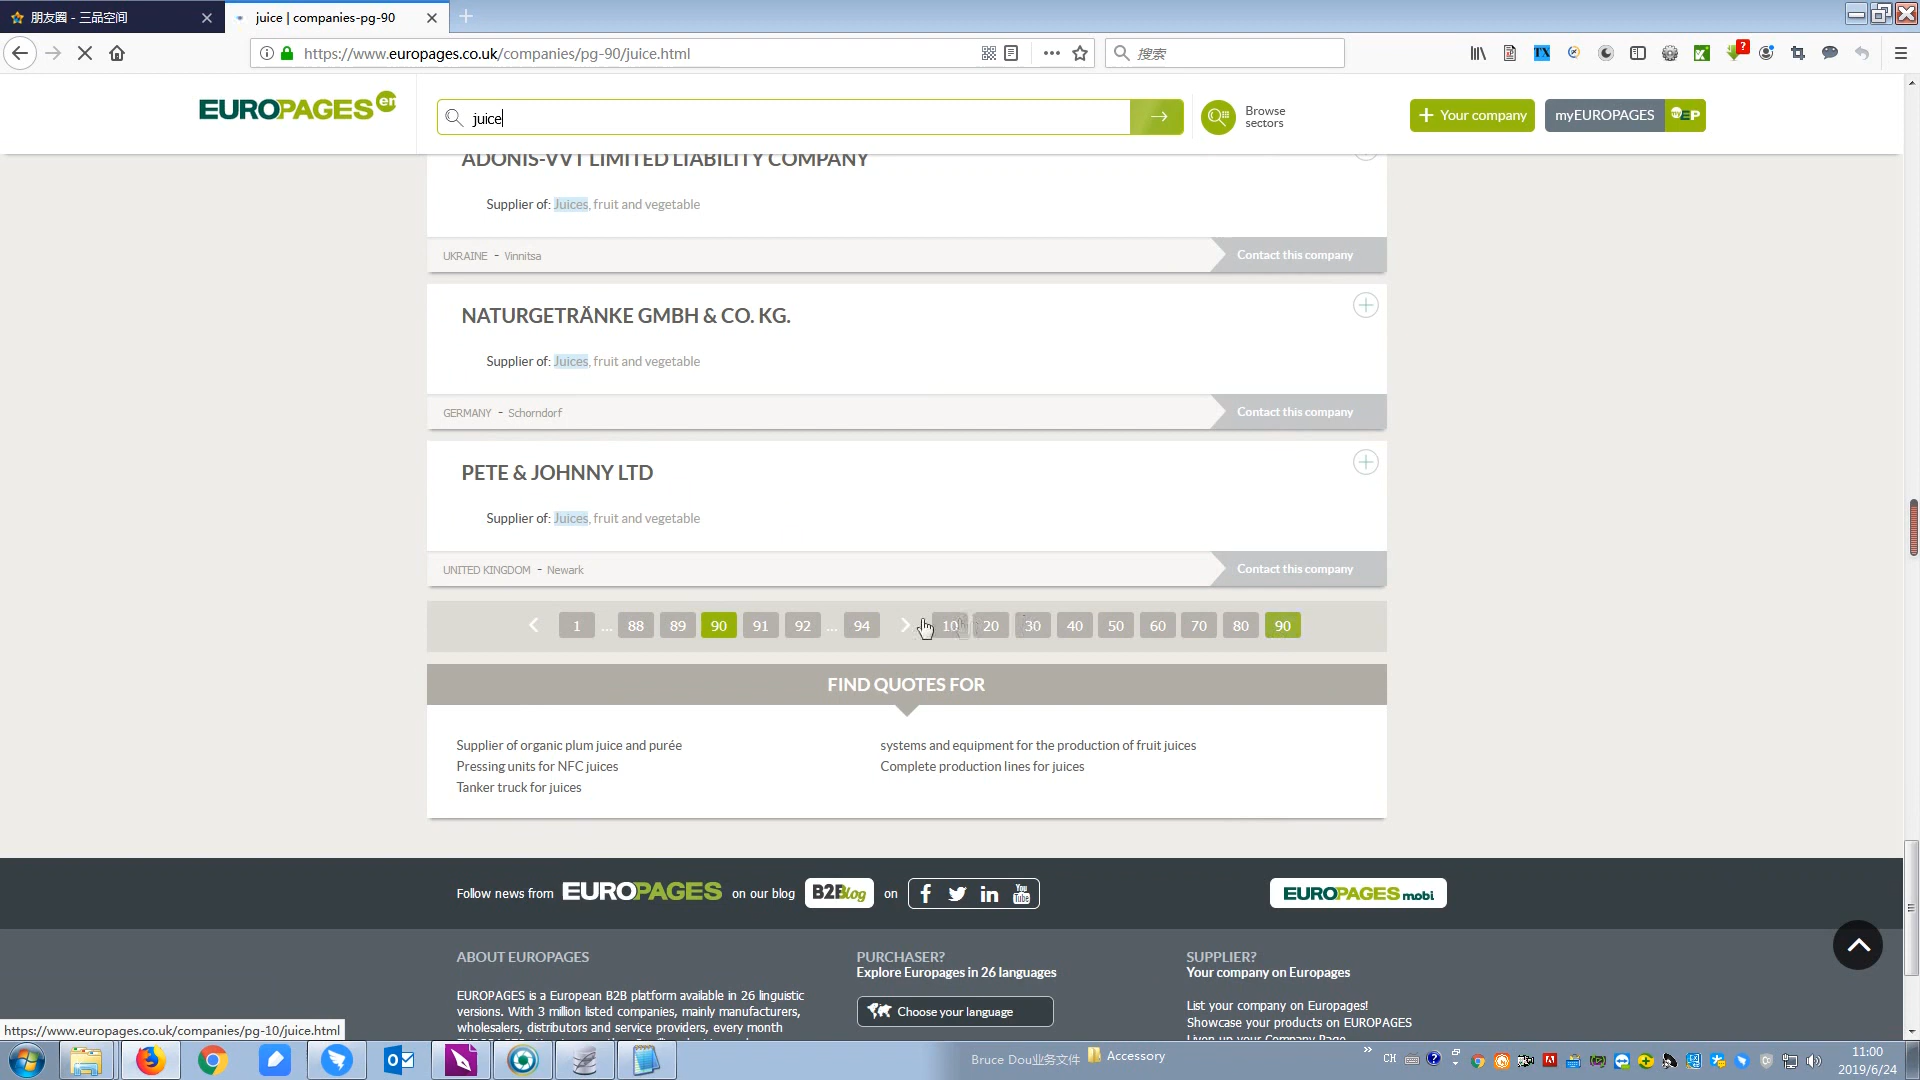 朋友圈 - 三品空间
juice | companies-pg-90
https://www.europages.co.uk/companies/pg-90/juice.html
搜索
EUROPAGES en
juice
Browse sectors
Your company
myEUROPAGES
ADONIS-VVT LIMITED LIABILITY COMPANY
Supplier of: Juices, fruit and vegetable
UKRAINE - Vinnitsa
Contact this company
NATURGETRÄNKE GMBH & CO. KG.
Supplier of: Juices, fruit and vegetable
GERMANY - Schorndorf
Contact this company
PETE & JOHNNY LTD
Supplier of: Juices, fruit and vegetable
UNITED KINGDOM - Newark
Contact this company
1 ... 88 89 90 91 92 ... 94 10 20 30 40 50 60 70 80 90
FIND QUOTES FOR
Supplier of organic plum juice and purée
systems and equipment for the production of fruit juices
Pressing units for NFC juices
Complete production lines for juices
Tanker truck for juices
Follow news from EUROPAGES on our blog B2Blog on
EUROPAGES mobi
ABOUT EUROPAGES
PURCHASER?
SUPPLIER?
Explore Europages in 26 languages
Your company on Europages
EUROPAGES is a European B2B platform available in 26 linguistic
versions. With 3 million listed companies, mainly manufacturers,
wholesalers, distributors and service providers, every month
Choose your language
List your company on Europages!
Showcase your products on EUROPAGES
Liven up your Company Page
https://www.europages.co.uk/companies/pg-10/juice.html
Bruce Dou业务文件
Accessory
CH
11:00
2019/6/24